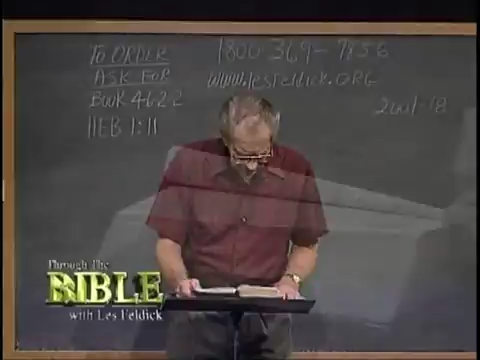 To ORDER
ASK FOR
Book 46 2 2
HEB 1:11
1800-369-7856
www.lesfeldick.ORG
2001-8
Through The
BIBLE
with Les Feldick